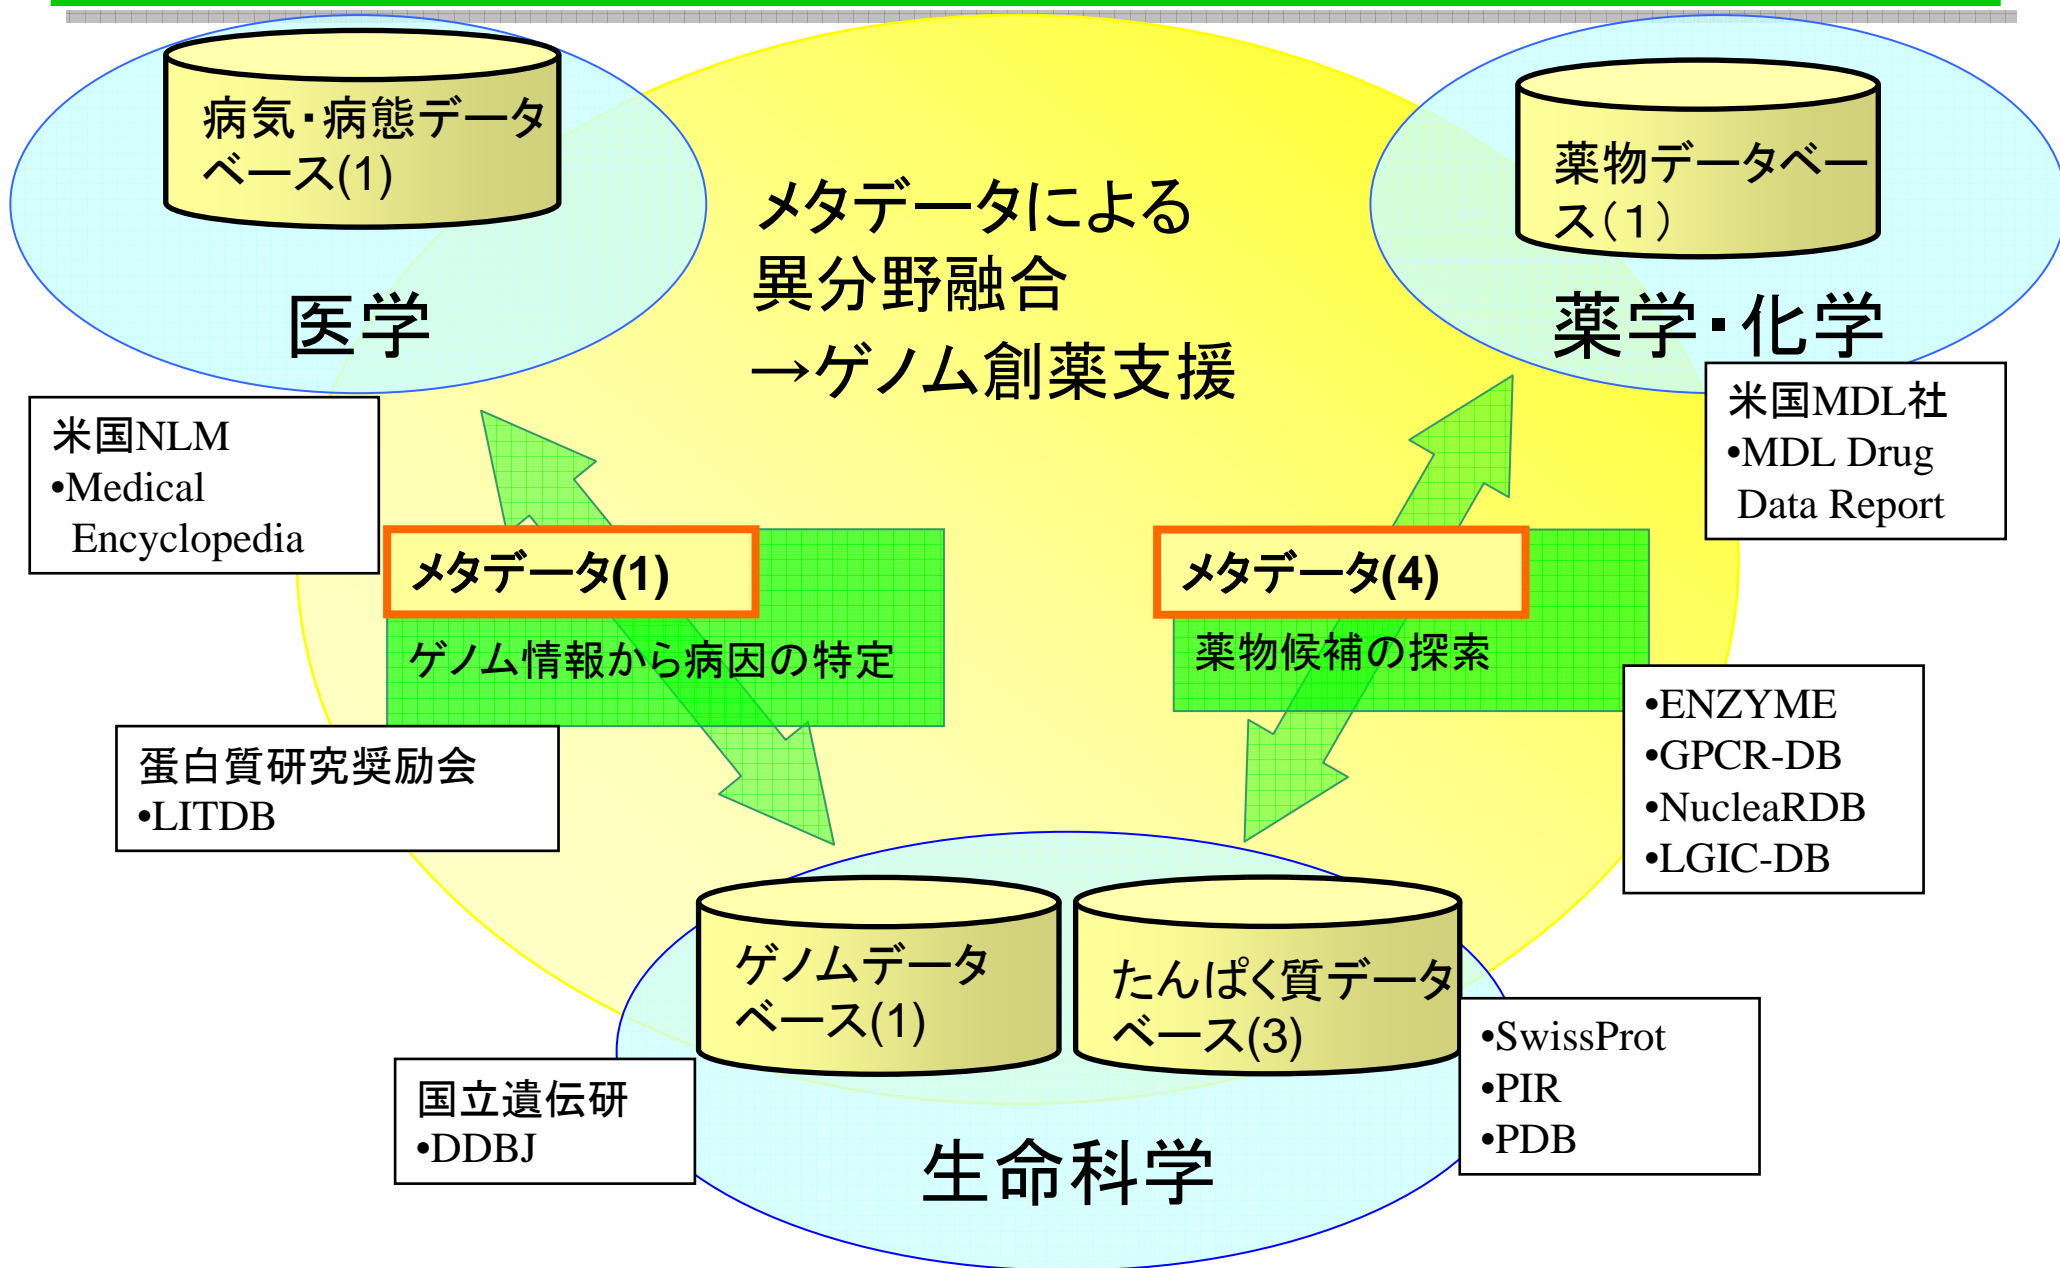 病気・病態データ
ベース(1)
医学
メタデータによる
異分野融合
→ゲノム創薬支援
薬物データベー
ス(1)
薬学・化学
米国NLM
•Medical
Encyclopedia
米国MDL社
•MDL Drug
Data Report
メタデータ(1)
ゲノム情報から病因の特定
メタデータ(4)
薬物候補の探索
蛋白質研究奨励会
•LITDB
•ENZYME
•GPCR-DB
•NucleaRDB
•LGIC-DB
ゲノムデータ
ベース(1)
たんぱく質データ
ベース(3)
国立遺伝研
•DDBJ
•SwissProt
•PIR
•PDB
生命科学